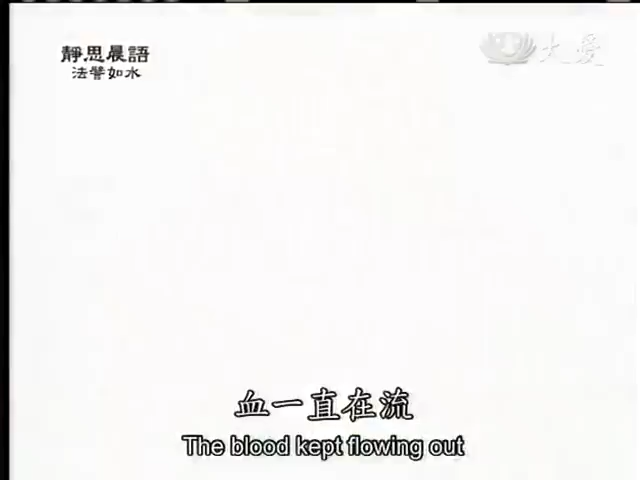 靜思晨語
法譬如水
大愛
血一直在流
The blood kept flowing out